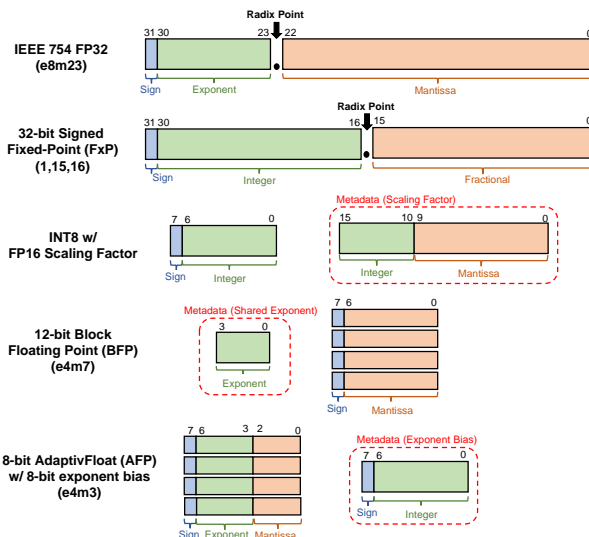 Radix Point
IEEE 754 FP32
(e8m23)
31 30 23 22 0
Sign Exponent Mantissa
Radix Point
32-bit Signed
Fixed-Point (FxP)
(1,15,16)
31 30 16 15 0
Sign Integer Fractional
Metadata (Scaling Factor)
INT8 w/
FP16 Scaling Factor
7 6 0 15 10 9 0
Sign Integer Integer Mantissa
12-bit Block
Floating Point (BFP)
(e4m7)
Metadata (Shared Exponent)
3 0
Exponent
7 6 0
Sign Mantissa
8-bit AdaptivFloat (AFP)
w/ 8-bit exponent bias
(e4m3)
7 6 3 2 0
Sign Exponent Mantissa
Metadata (Exponent Bias)
7 6 0
Sign Integer